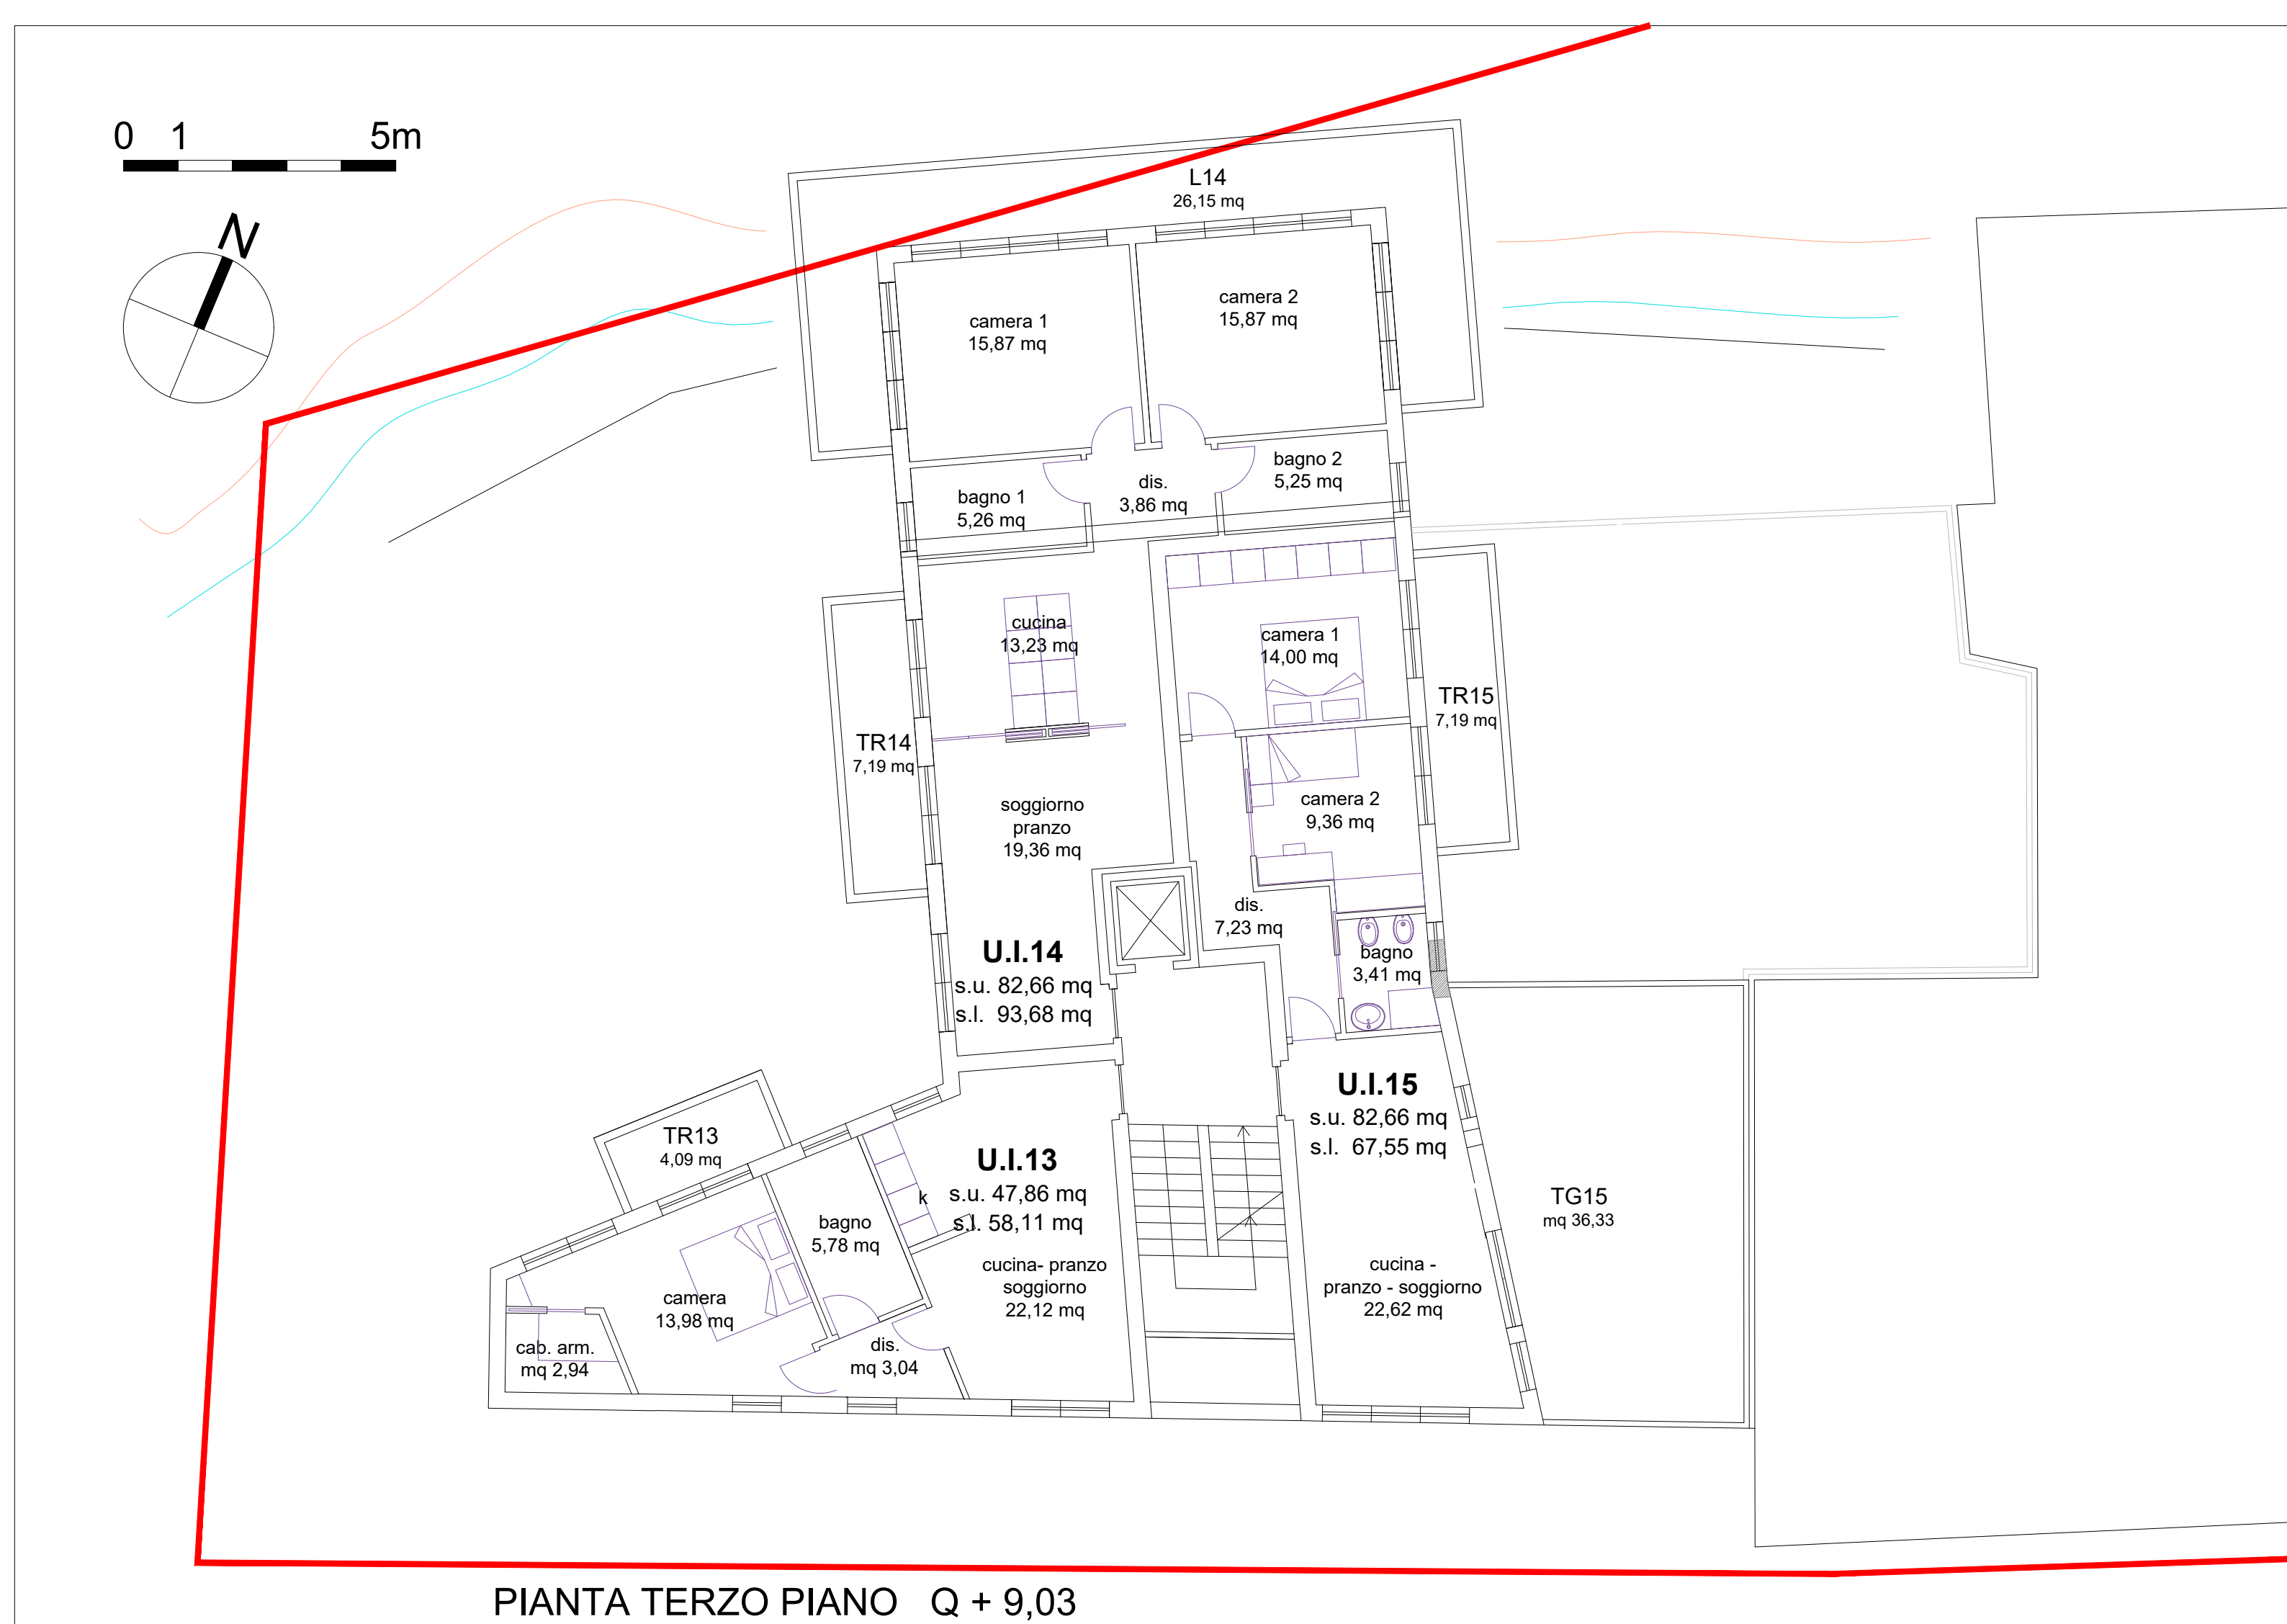 0 1 5m
N
L14
26,15 mq
camera 1
15,87 mq
camera 2
15,87 mq
bagno 1
5,26 mq
dis.
3,86 mq
bagno 2
5,25 mq
cucina
13,23 mq
camera 1
14,00 mq
TR14
7,19 mq
TR15
7,19 mq
soggiorno
pranzo
19,36 mq
camera 2
9,36 mq
dis.
7,23 mq
bagno
3,41 mq
U.I.14
s.u. 82,66 mq
s.l. 93,68 mq
U.I.15
s.u. 82,66 mq
s.l. 67,55 mq
TR13
4,09 mq
U.I.13
s.u. 47,86 mq
s.l. 58,11 mq
k
TG15
mq 36,33
bagno
5,78 mq
cucina- pranzo
soggiorno
22,12 mq
cucina -
pranzo - soggiorno
22,62 mq
camera
13,98 mq
cab. arm.
mq 2,94
dis.
mq 3,04
PIANTA TERZO PIANO Q + 9,03